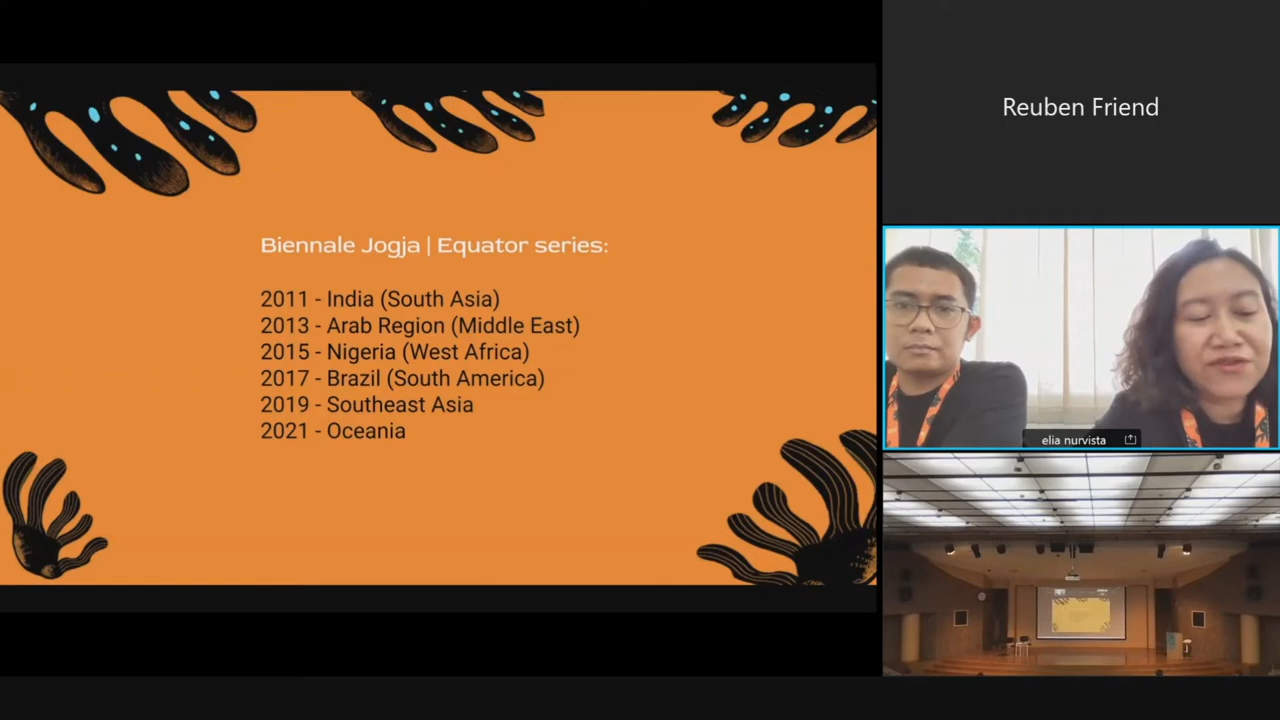 Biennale Jogja | Equator series:
2011 - India (South Asia)
2013 - Arab Region (Middle East)
2015 - Nigeria (West Africa)
2017 - Brazil (South America)
2019 - Southeast Asia
2021 - Oceania
Reuben Friend
elia nurvista